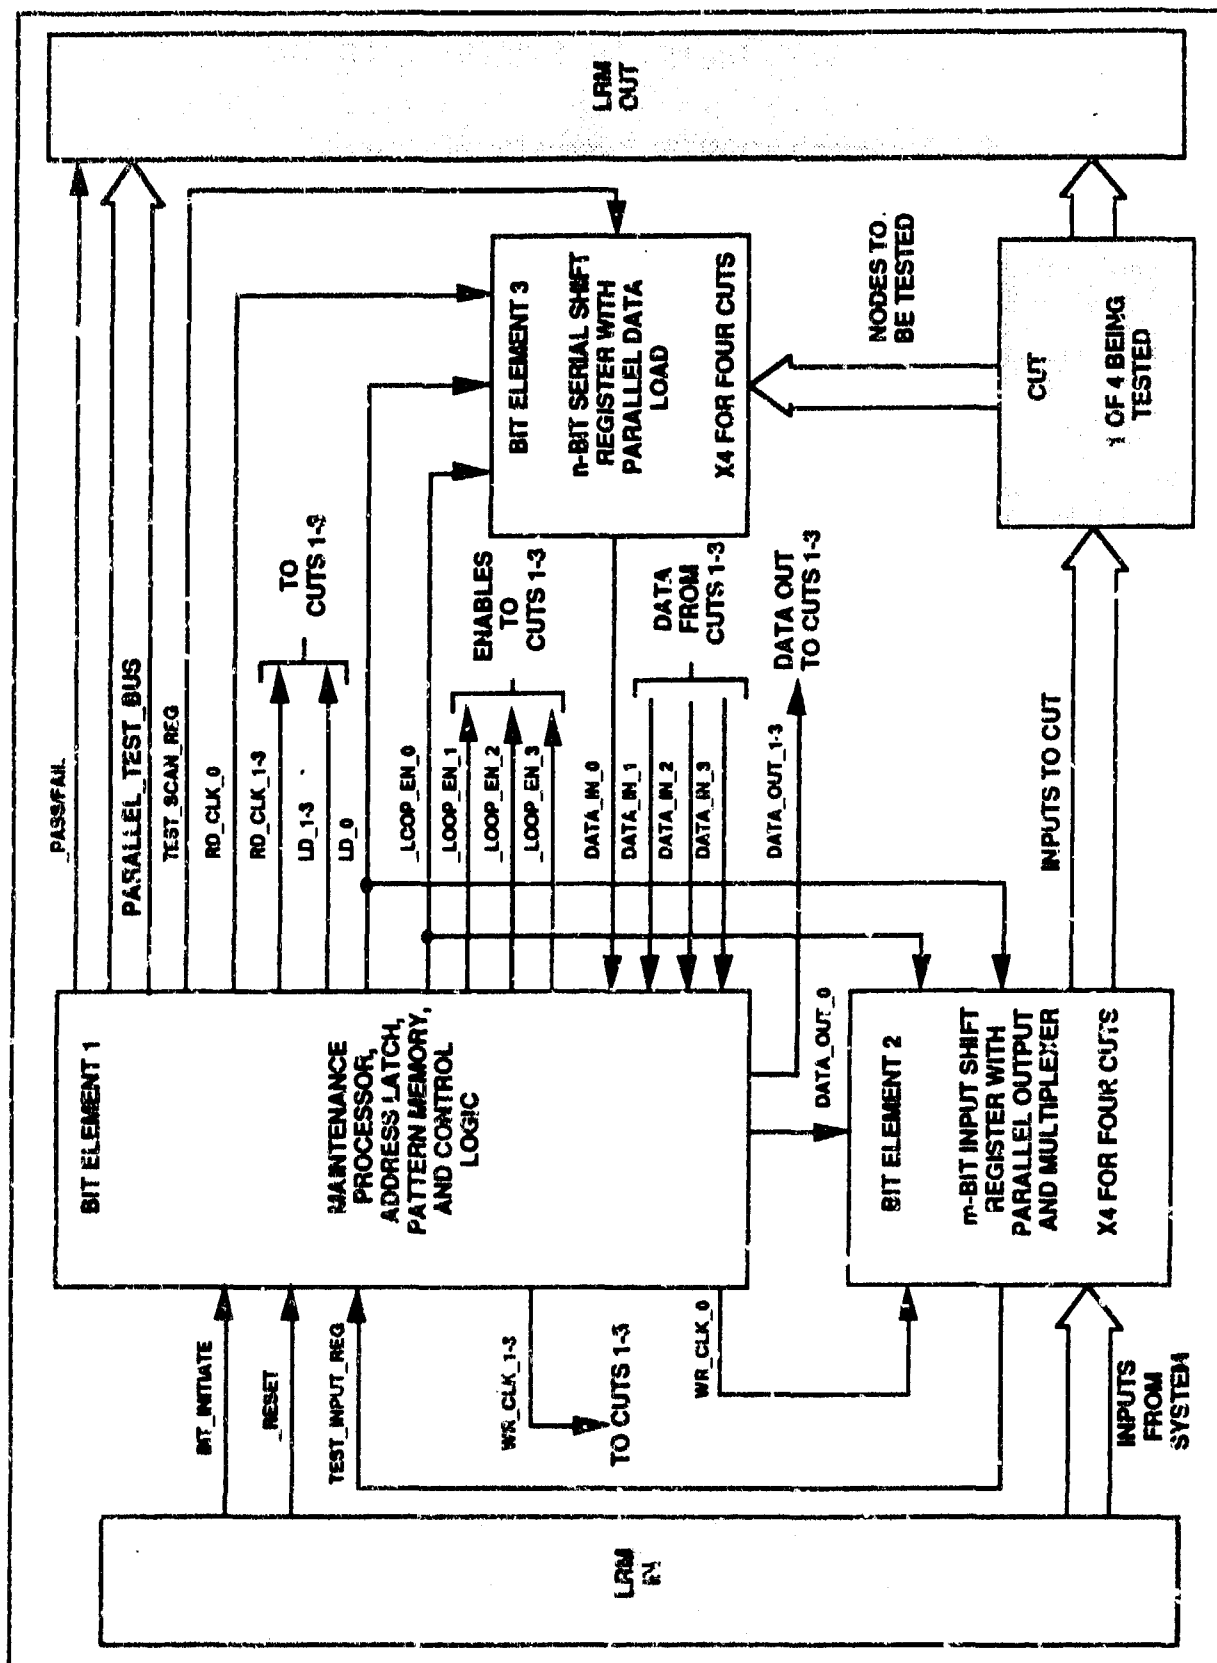 LRM
IN
BIT_INITIATE
_RESET
TEST_INPUT_REG
WR_CLK_1-3
TO CUTS 1-3
WR_CLK_0
INPUTS
FROM
SYSTEM
BIT ELEMENT 1
MAINTENANCE
PROCESSOR,
ADDRESS LATCH,
PATTERN MEMORY,
AND CONTROL
LOGIC
BIT ELEMENT 2
m-BIT INPUT SHIFT
REGISTER WITH
PARALLEL OUTPUT
AND MULTIPLEXER
X4 FOR FOUR CUTS
DATA_OUT_0
_PASS/FAIL
PARALLEL_TEST_BUS
TEST_SCAN_REG
RD_CLK_0
RD_CLK_1-3
LD_1-3
LD_0
_LOOP_EN_0
_LOOP_EN_1
_LOOP_EN_2
_LOOP_EN_3
DATA_IN_0
DATA_IN_1
DATA_IN_2
DATA_IN_3
DATA_OUT_1-3
TO
CUTS 1-3
ENABLES
TO
CUTS 1-3
DATA
FROM
CUTS 1-3
DATA OUT
TO CUTS 1-3
INPUTS TO CUT
BIT ELEMENT 3
n-BIT SERIAL SHIFT
REGISTER WITH
PARALLEL DATA
LOAD
X4 FOR FOUR CUTS
NODES TO
BE TESTED
CUT
1 OF 4 BEING
TESTED
LRM
OUT